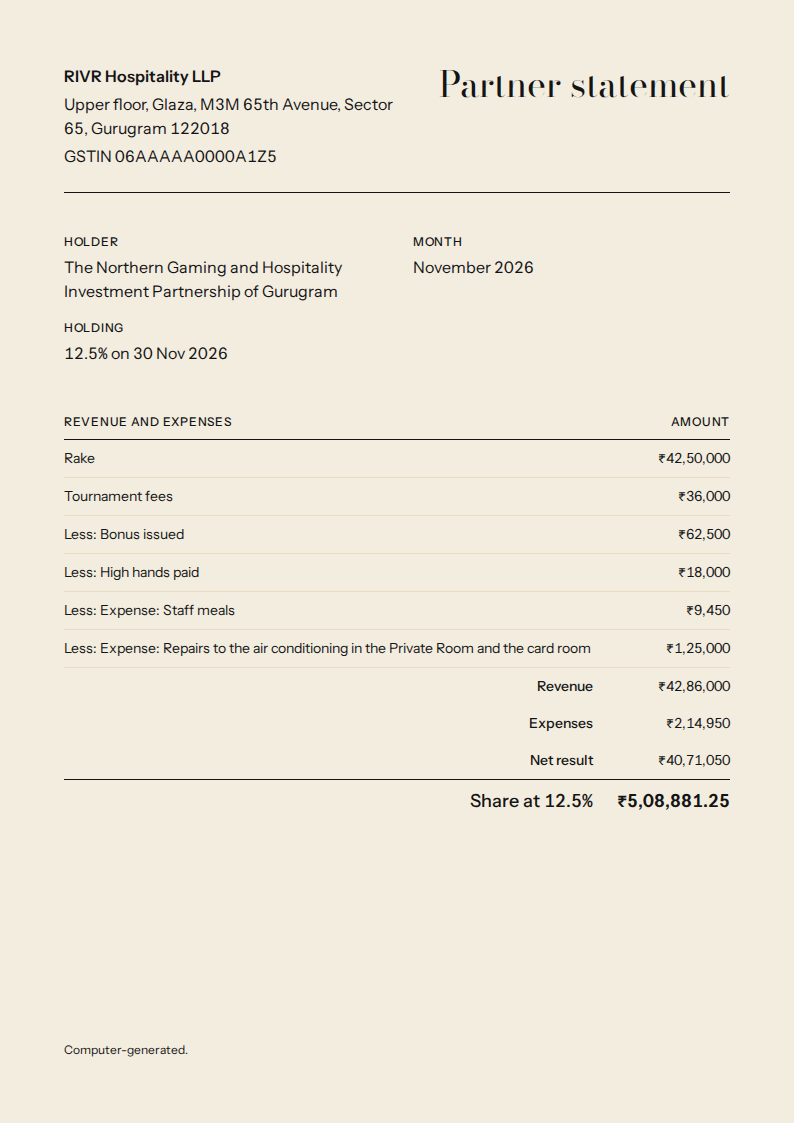 RIVR Hospitality LLP
Partner statement
Upper floor, Glaza, M3M 65th Avenue, Sector
65, Gurugram 122018
GSTIN 06AAAAA0000A1Z5
HOLDER
The Northern Gaming and Hospitality
Investment Partnership of Gurugram
MONTH
November 2026
HOLDING
12.5% on 30 Nov 2026
REVENUE AND EXPENSES AMOUNT
Rake ₹42,50,000
Tournament fees ₹36,000
Less: Bonus issued ₹62,500
Less: High hands paid ₹18,000
Less: Expense: Staff meals ₹9,450
Less: Expense: Repairs to the air conditioning in the Private Room and the card room ₹1,25,000
Revenue ₹42,86,000
Expenses ₹2,14,950
Net result ₹40,71,050
Share at 12.5% ₹5,08,881.25
Computer-generated.